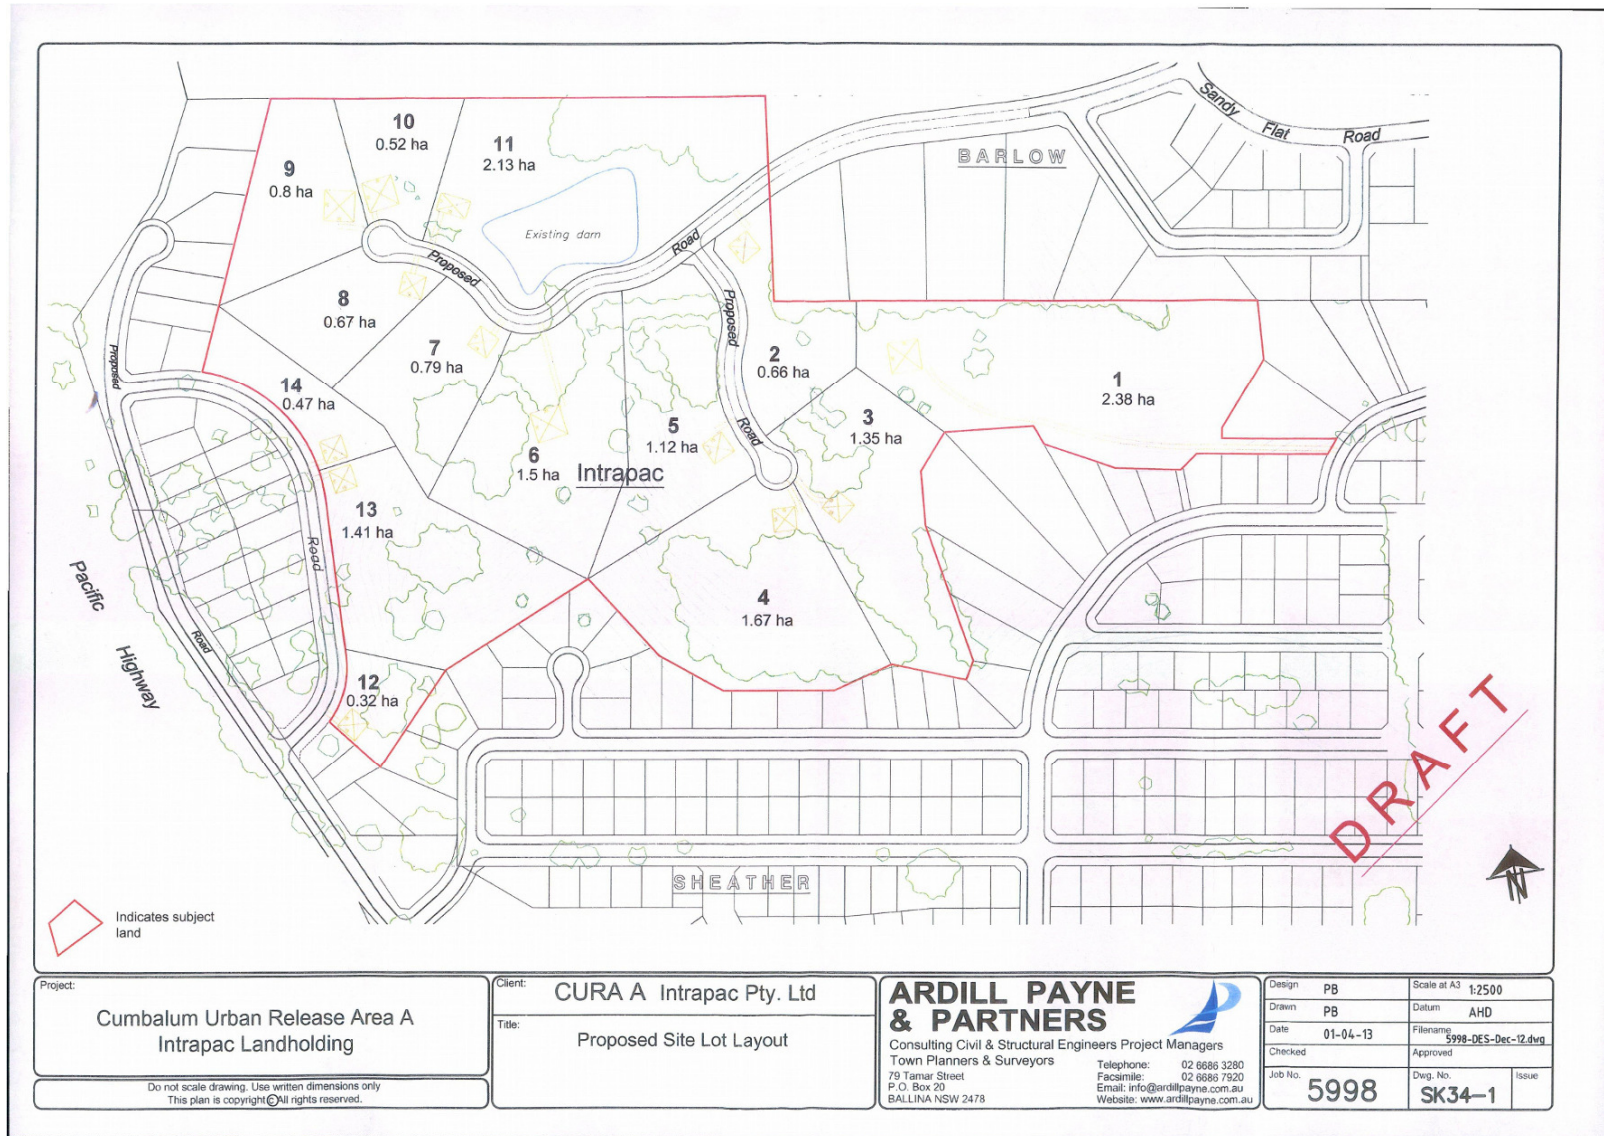 Sandy
Flat
Road
BARLOW
10
0.52 ha
11
2.13 ha
9
0.8 ha
Existing dam
Road
Proposed
Proposed
8
0.67 ha
7
0.79 ha
2
0.66 ha
1
2.38 ha
Proposed
14
0.47 ha
3
1.35 ha
5
1.12 ha
Road
6
1.5 ha
Intrapac
13
1.41 ha
Road
4
1.67 ha
Pacific
Highway
Road
12
0.32 ha
DRAFT
SHEATHER
N
Indicates subject
land
Project:
Cumbalum Urban Release Area A
Intrapac Landholding
Do not scale drawing. Use written dimensions only
This plan is copyright © All rights reserved.
Client:
CURA A Intrapac Pty. Ltd
Title:
Proposed Site Lot Layout
ARDILL PAYNE
& PARTNERS
Consulting Civil & Structural Engineers Project Managers
Town Planners & Surveyors
79 Tamar Street
P.O. Box 20
BALLINA NSW 2478
Telephone: 02 6686 3280
Facsimile: 02 6686 7920
Email: info@ardillpayne.com.au
Website: www.ardillpayne.com.au
Design PB
Scale at A3 1:2500
Drawn PB
Datum AHD
Date 01-04-13
Filename 5998-DES-Dec-12.dwg
Checked
Approved
Job No. 5998
Dwg. No. SK34-1
Issue